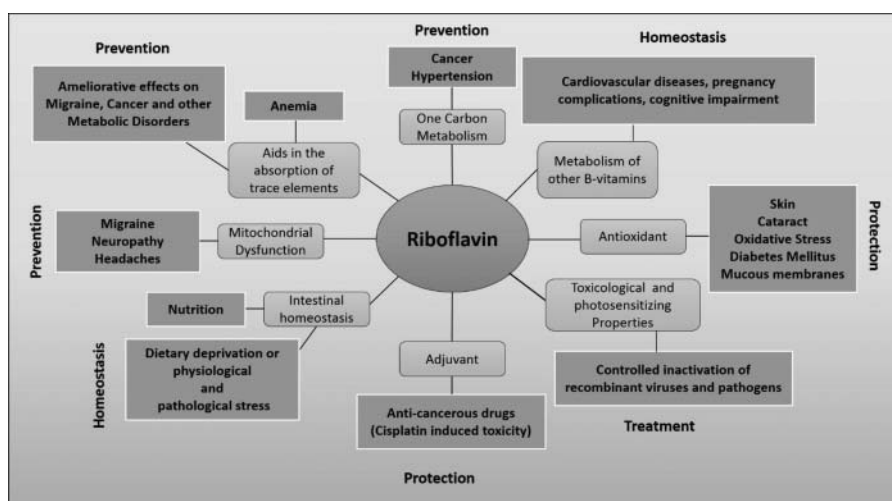 Prevention
Ameliorative effects on
Migraine, Cancer and other
Metabolic Disorders
Anemia
Aids in the
absorption of
trace elements
Prevention
Cancer
Hypertension
One Carbon
Metabolism
Homeostasis
Cardiovascular diseases, pregnancy
complications, cognitive impairment
Metabolism of
other B-vitamins
Prevention
Migraine
Neuropathy
Headaches
Mitochondrial
Dysfunction
Riboflavin
Antioxidant
Skin
Cataract
Oxidative Stress
Diabetes Mellitus
Mucous membranes
Protection
Homeostasis
Nutrition
Intestinal
homeostasis
Dietary deprivation or
physiological
and
pathological stress
Adjuvant
Anti-cancerous drugs
(Cisplatin induced toxicity)
Protection
Toxicological and
photosensitizing
Properties
Controlled inactivation of
recombinant viruses and pathogens
Treatment